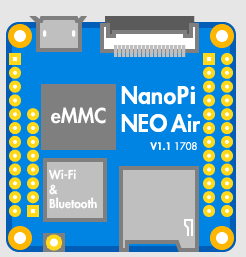 NanoPi
NEO Air
V1.1 1708
eMMC
Wi-Fi
&
Bluetooth